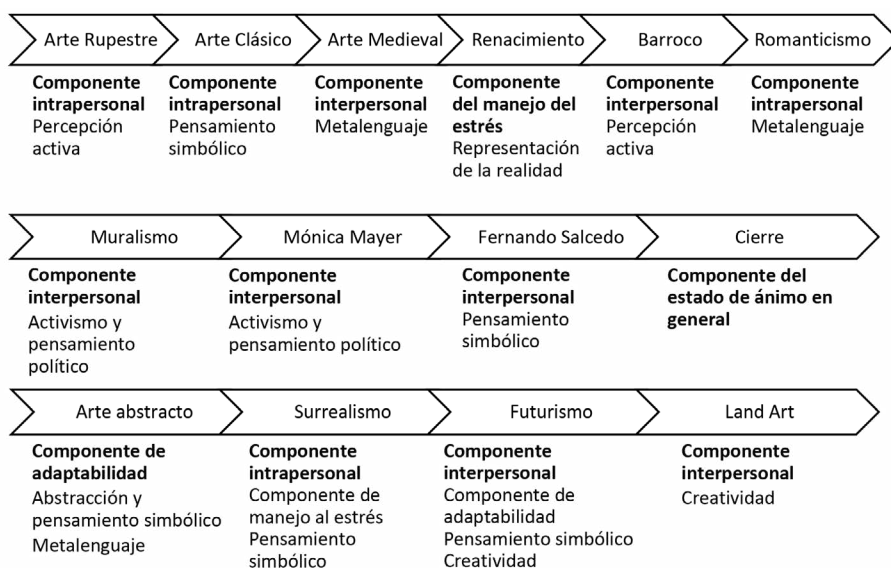 Arte Rupestre
Arte Clásico
Arte Medieval
Renacimiento
Barroco
Romanticismo
Componente
intrapersonal
Percepción
activa
Componente
intrapersonal
Pensamiento
simbólico
Componente
interpersonal
Metalenguaje
Componente
del manejo del
estrés
Representación
de la realidad
Componente
interpersonal
Percepción
activa
Componente
intrapersonal
Metalenguaje
Muralismo
Mónica Mayer
Fernando Salcedo
Cierre
Componente
interpersonal
Activismo y
pensamiento
político
Componente
interpersonal
Activismo y
pensamiento político
Componente
interpersonal
Pensamiento
simbólico
Componente del
estado de ánimo en
general
Arte abstracto
Surrealismo
Futurismo
Land Art
Componente de
adaptabilidad
Abstracción y
pensamiento simbólico
Metalenguaje
Componente
intrapersonal
Componente de
manejo al estrés
Pensamiento
simbólico
Componente
interpersonal
Componente de
adaptabilidad
Pensamiento simbólico
Creatividad
Componente
interpersonal
Creatividad